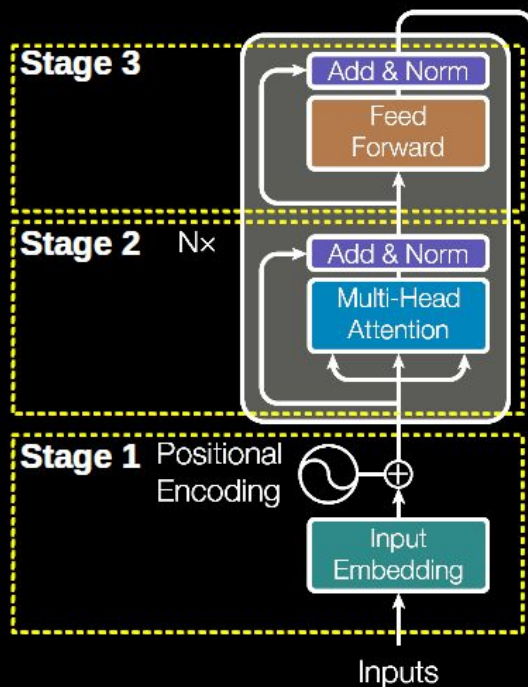 Stage 3
Add & Norm
Feed
Forward
Stage 2
N×
Add & Norm
Multi-Head
Attention
Stage 1
Positional
Encoding
Input
Embedding
Inputs